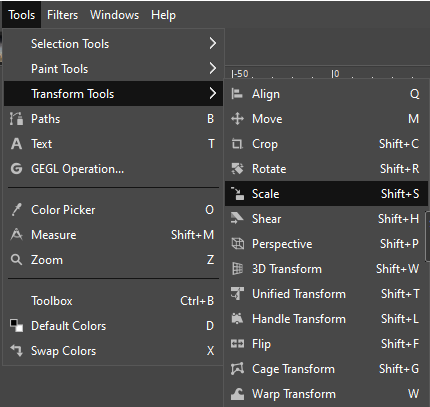 Tools Filters Windows Help
Selection Tools
Paint Tools
Transform Tools
Paths B
Text T
GEGL Operation...
Color Picker O
Measure Shift+M
Zoom Z
Toolbox Ctrl+B
Default Colors D
Swap Colors X
-50 0
Align Q
Move M
Crop Shift+C
Rotate Shift+R
Scale Shift+S
Shear Shift+H
Perspective Shift+P
3D Transform Shift+W
Unified Transform Shift+T
Handle Transform Shift+L
Flip Shift+F
Cage Transform Shift+G
Warp Transform W